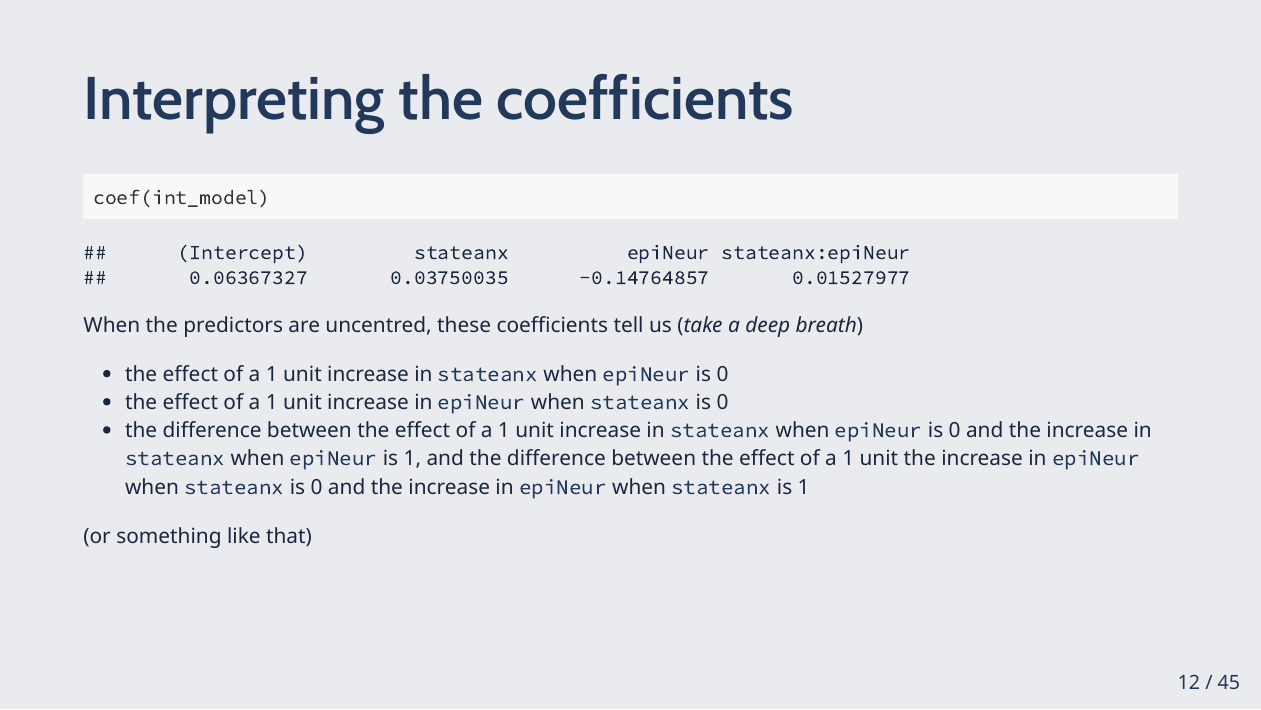 Interpreting the coefficients
coef(int_model)
## (Intercept) stateanx epiNeur stateanx:epiNeur
## 0.06367327 0.03750035 -0.14764857 0.01527977
When the predictors are uncentred, these coefficients tell us (take a deep breath)
• the effect of a 1 unit increase in stateanx when epiNeur is 0
• the effect of a 1 unit increase in epiNeur when stateanx is 0
• the difference between the effect of a 1 unit increase in stateanx when epiNeur is 0 and the increase in
stateanx when epiNeur is 1, and the difference between the effect of a 1 unit the increase in epiNeur
when stateanx is 0 and the increase in epiNeur when stateanx is 1
(or something like that)
12 / 45